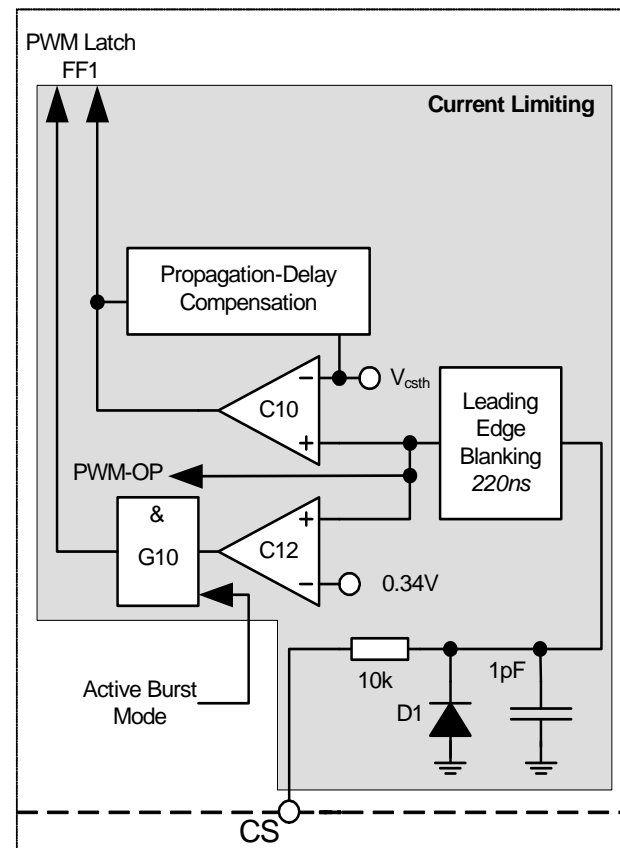 PWM Latch
FF1
Current Limiting
Propagation-Delay
Compensation
V_csth
C10
Leading
Edge
Blanking
220ns
PWM-OP
&
G10
C12
0.34V
10k
1pF
D1
Active Burst
Mode
CS